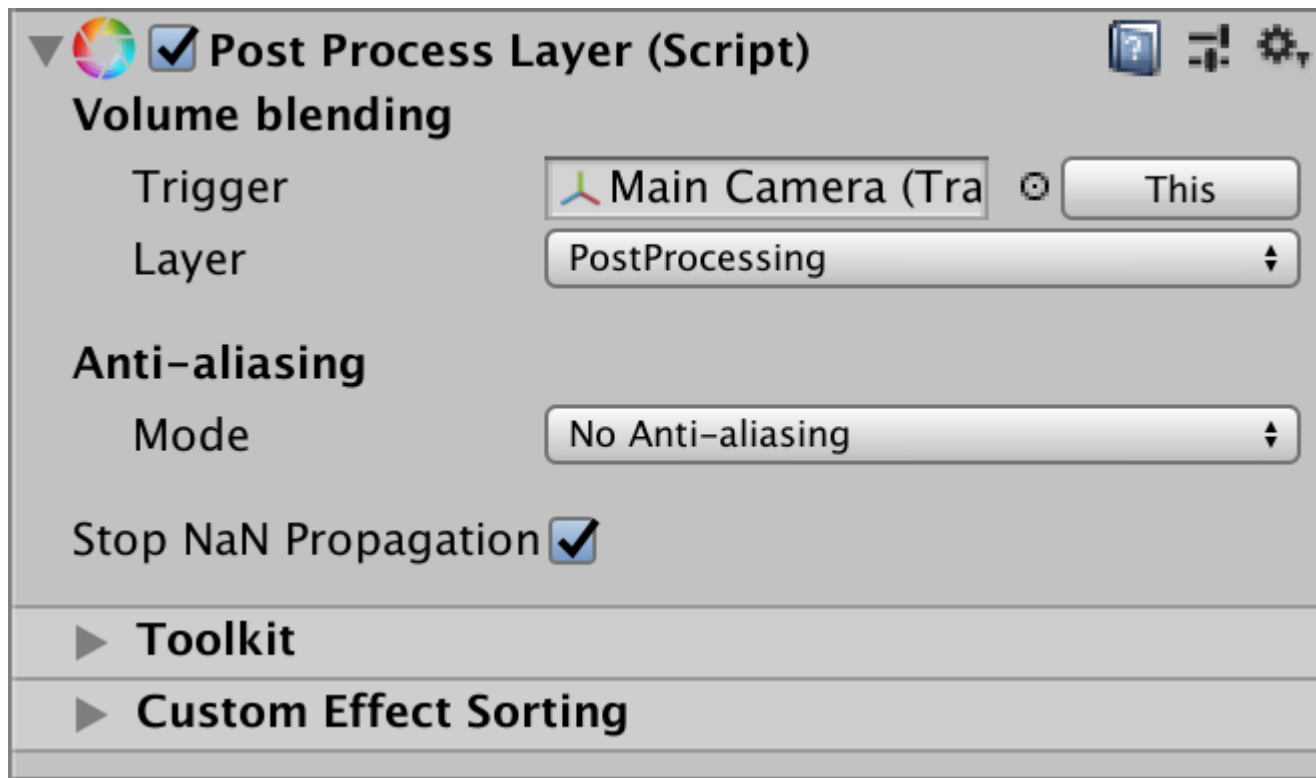 Post Process Layer (Script)
Volume blending
Trigger Main Camera (Tra This
Layer PostProcessing
Anti-aliasing
Mode No Anti-aliasing
Stop NaN Propagation
Toolkit
Custom Effect Sorting